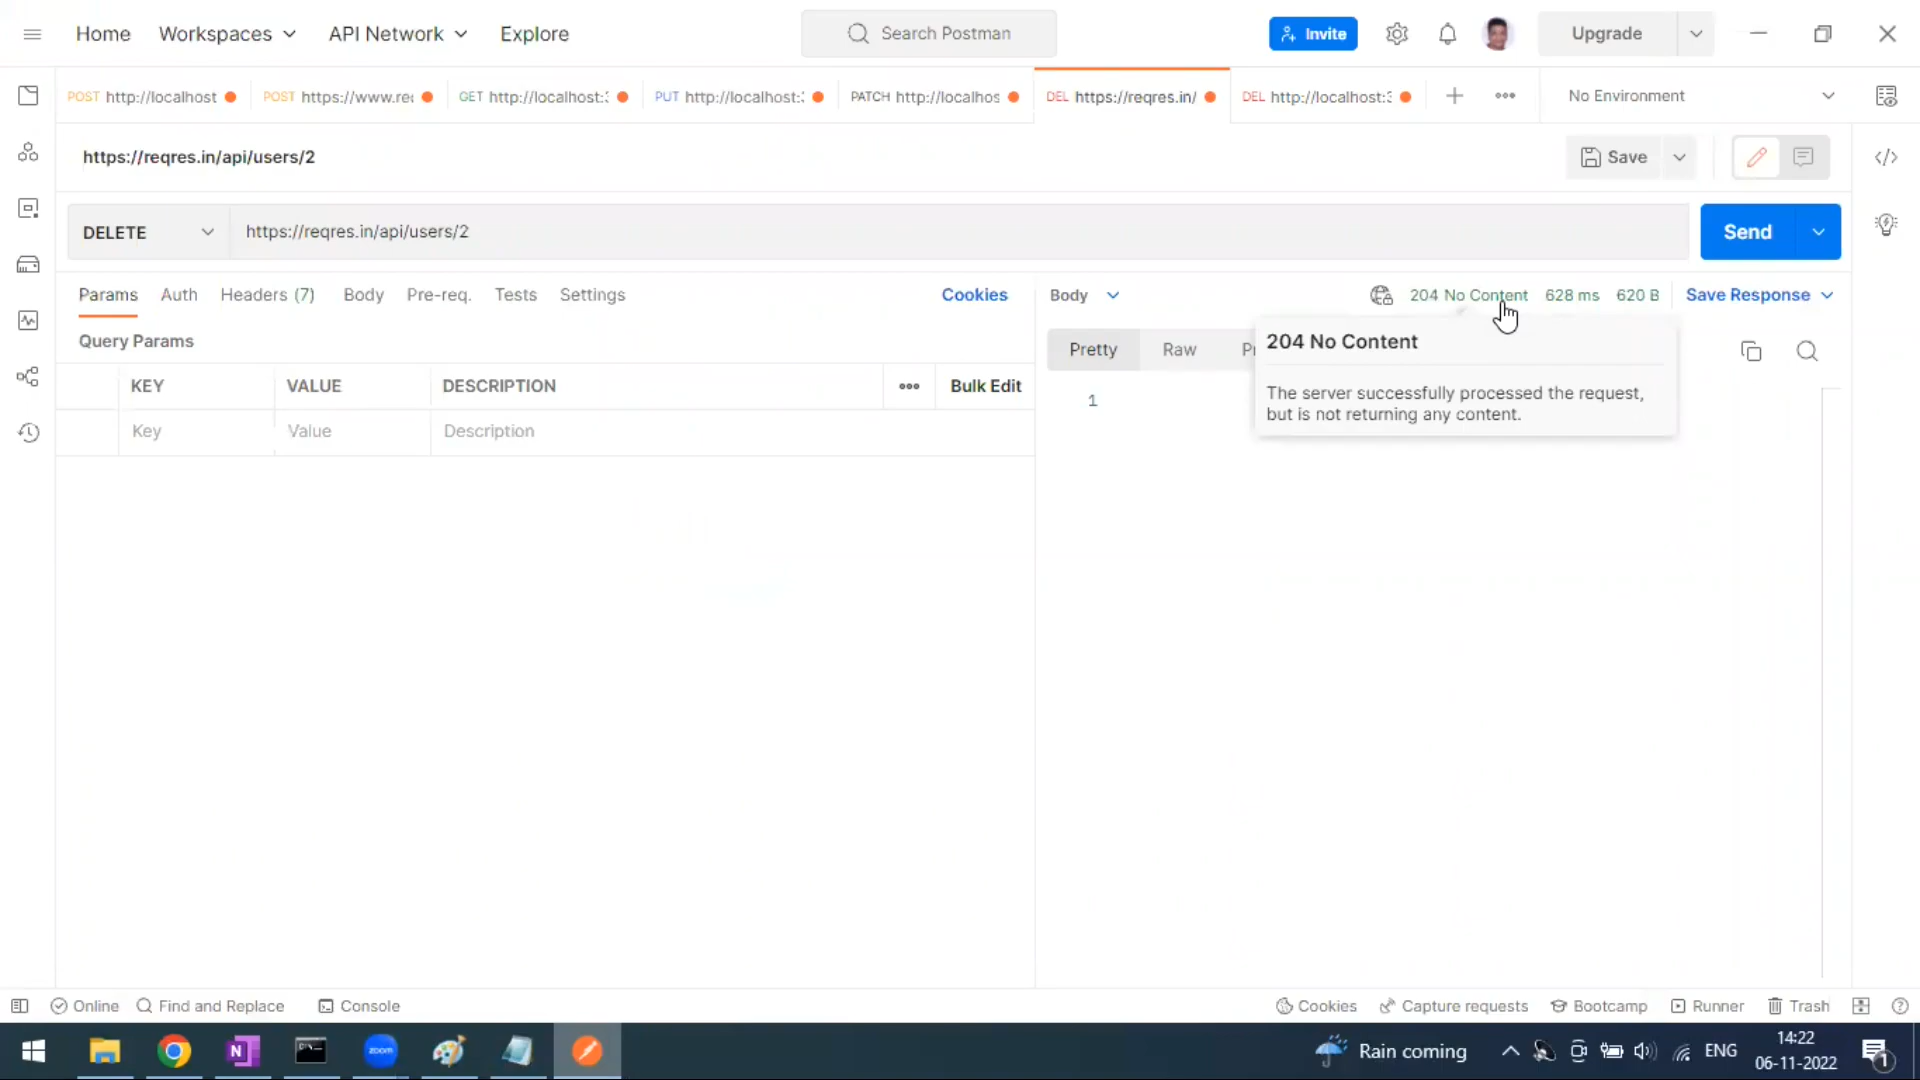 Home Workspaces API Network Explore Search Postman Invite Upgrade
POST http://localhost POST https://www.re GET http://localhost: PUT http://localhost: PATCH http://localhos DEL https://reqres.in/ DEL http://localhost: No Environment
https://reqres.in/api/users/2 Save
DELETE https://reqres.in/api/users/2 Send
Params Auth Headers (7) Body Pre-req. Tests Settings Cookies Body 204 No Content 628 ms 620 B Save Response
Query Params Pretty Raw 204 No Content
KEY VALUE DESCRIPTION Bulk Edit 1 The server successfully processed the request,
but is not returning any content.
Key Value Description
Online Find and Replace Console Cookies Capture requests Bootcamp Runner Trash
N zoom Rain coming ENG 14:22
06-11-2022 1